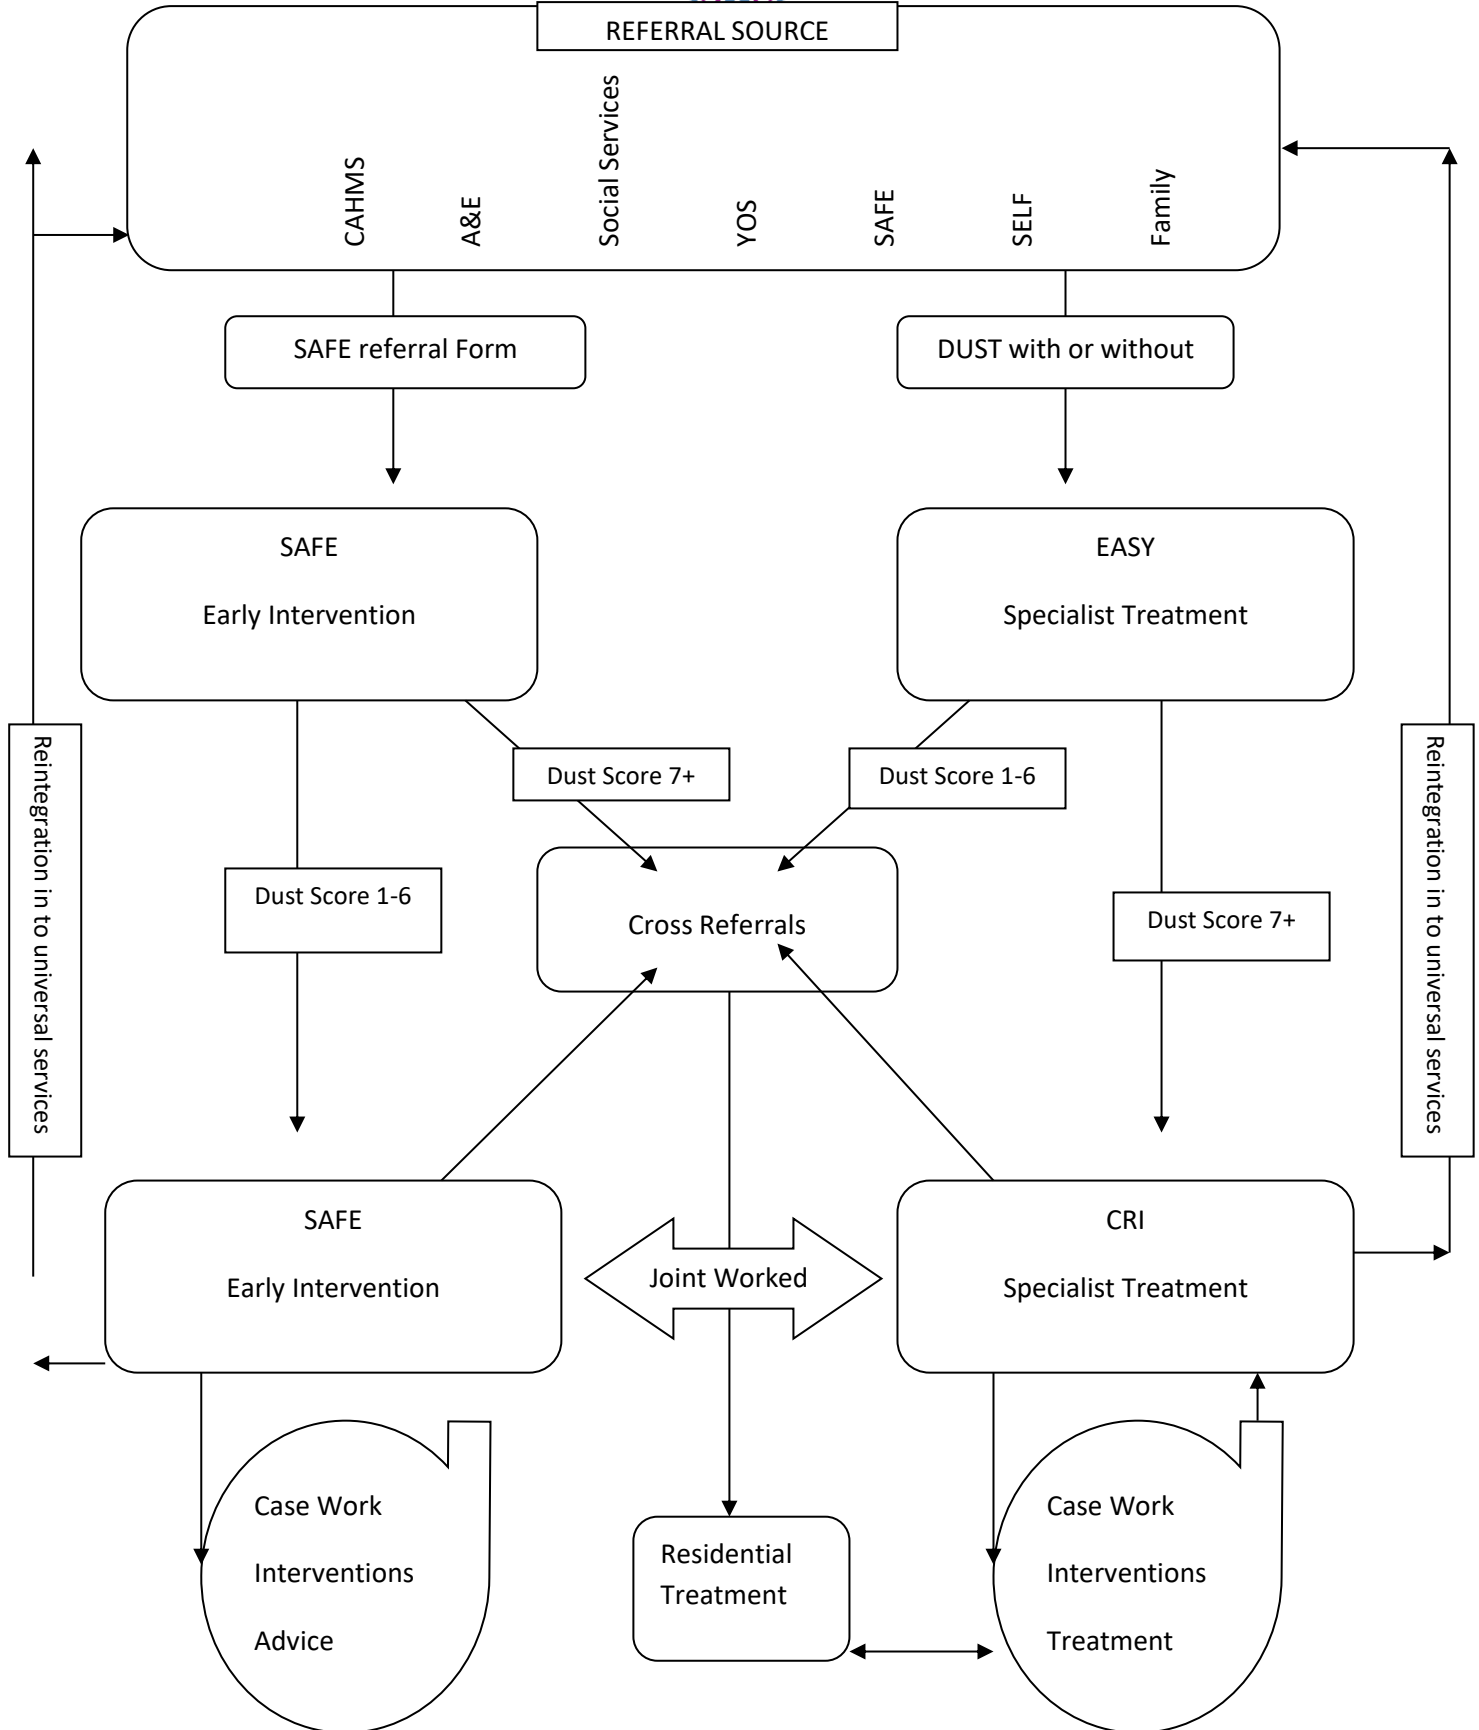 REFERRAL SOURCE
CAHMS
A&E
Social Services
YOS
SAFE
SELF
Family
SAFE referral Form
DUST with or without
SAFE
Early Intervention
EASY
Specialist Treatment
Reintegration in to universal services
Dust Score 7+
Dust Score 1-6
Reintegration in to universal services
Dust Score 1-6
Cross Referrals
Dust Score 7+
SAFE
Early Intervention
Joint Worked
CRI
Specialist Treatment
Case Work
Interventions
Advice
Residential
Treatment
Case Work
Interventions
Treatment